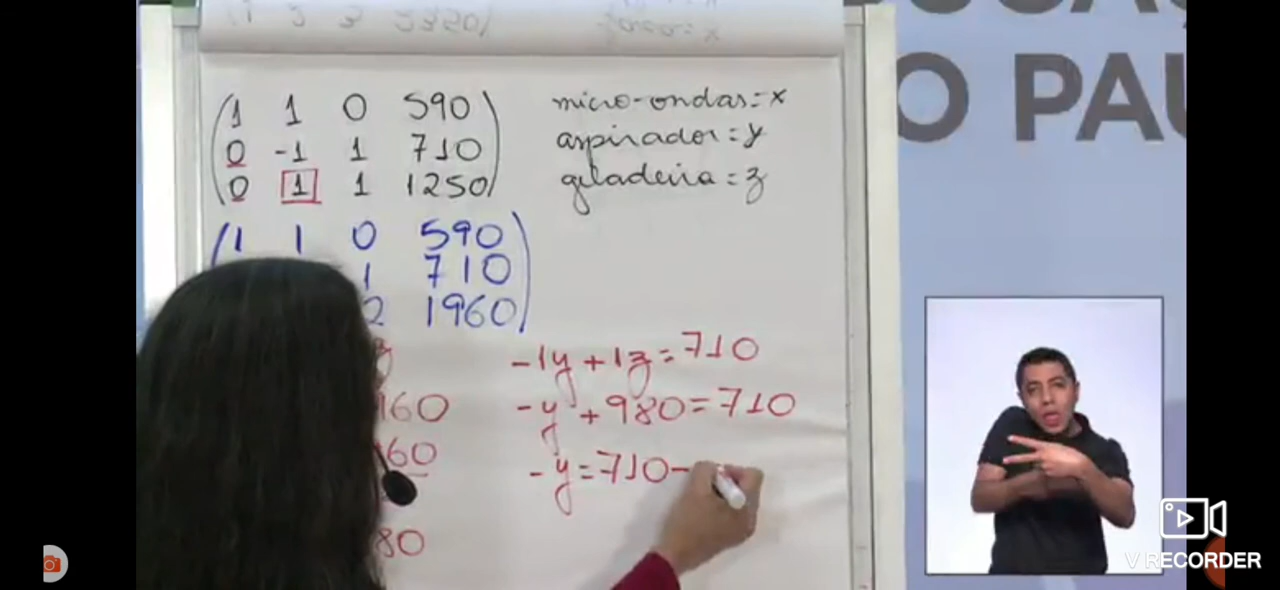 1 1 0 590
0 -1 1 710
0 1 1 1250
micro-ondas=x
aspirador=y
geladeira=z
1 1 0 590
1 710
2 1960
z
160
60
80
-1y+1z=710
-y+980=710
-y=710-
O PAU
V RECORDER